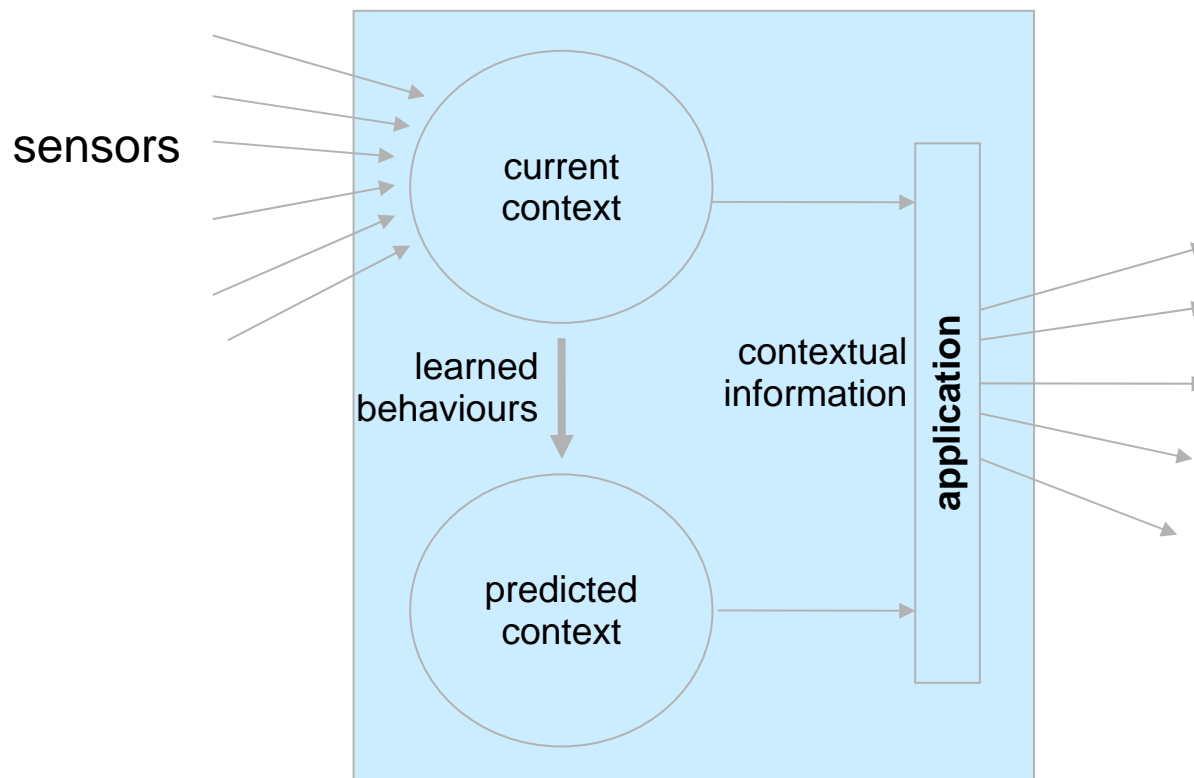 sensors
current
context
learned
behaviours
contextual
information
application
predicted
context